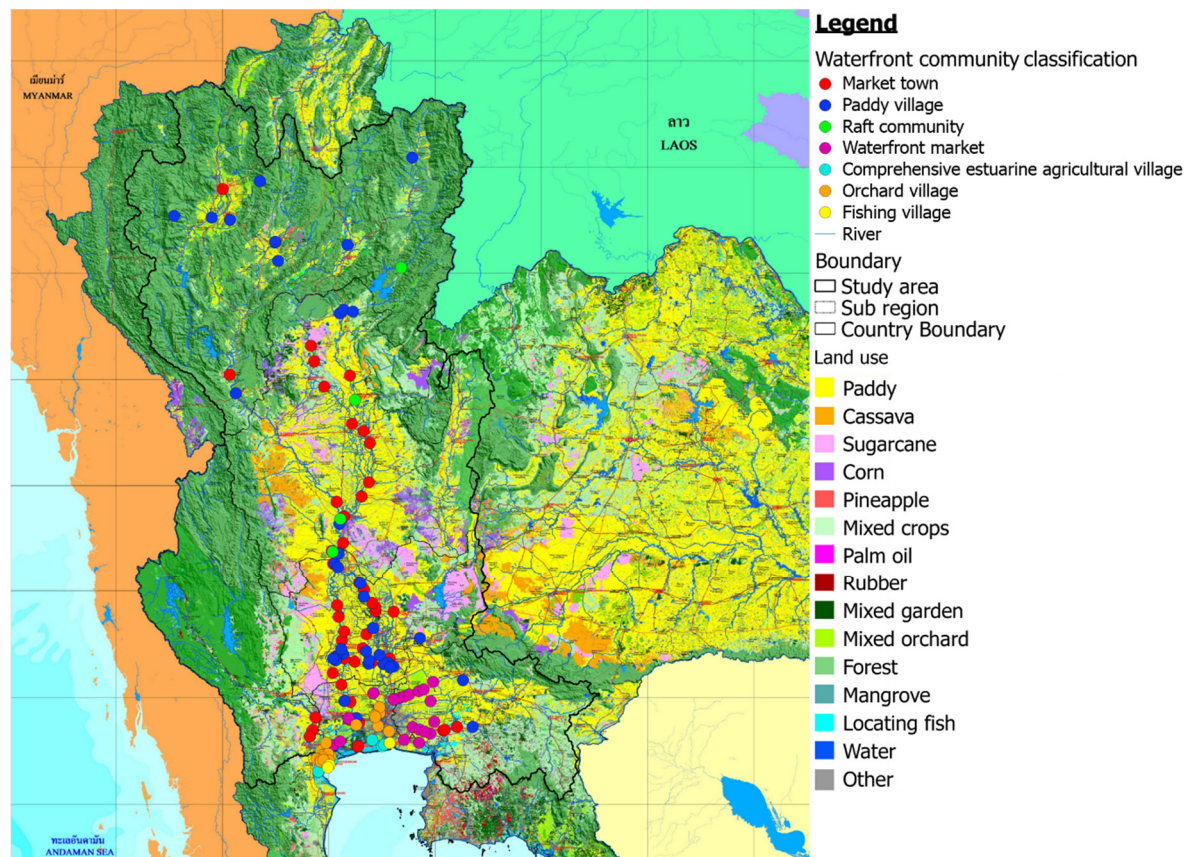 เมียนม่าร์
MYANMAR
ลาว
LAOS
ทะเลอันดามัน
ANDAMAN SEA
Legend
Waterfront community classification
Market town
Paddy village
Raft community
Waterfront market
Comprehensive estuarine agricultural village
Orchard village
Fishing village
River
Boundary
Study area
Sub region
Country Boundary
Land use
Paddy
Cassava
Sugarcane
Corn
Pineapple
Mixed crops
Palm oil
Rubber
Mixed garden
Mixed orchard
Forest
Mangrove
Locating fish
Water
Other